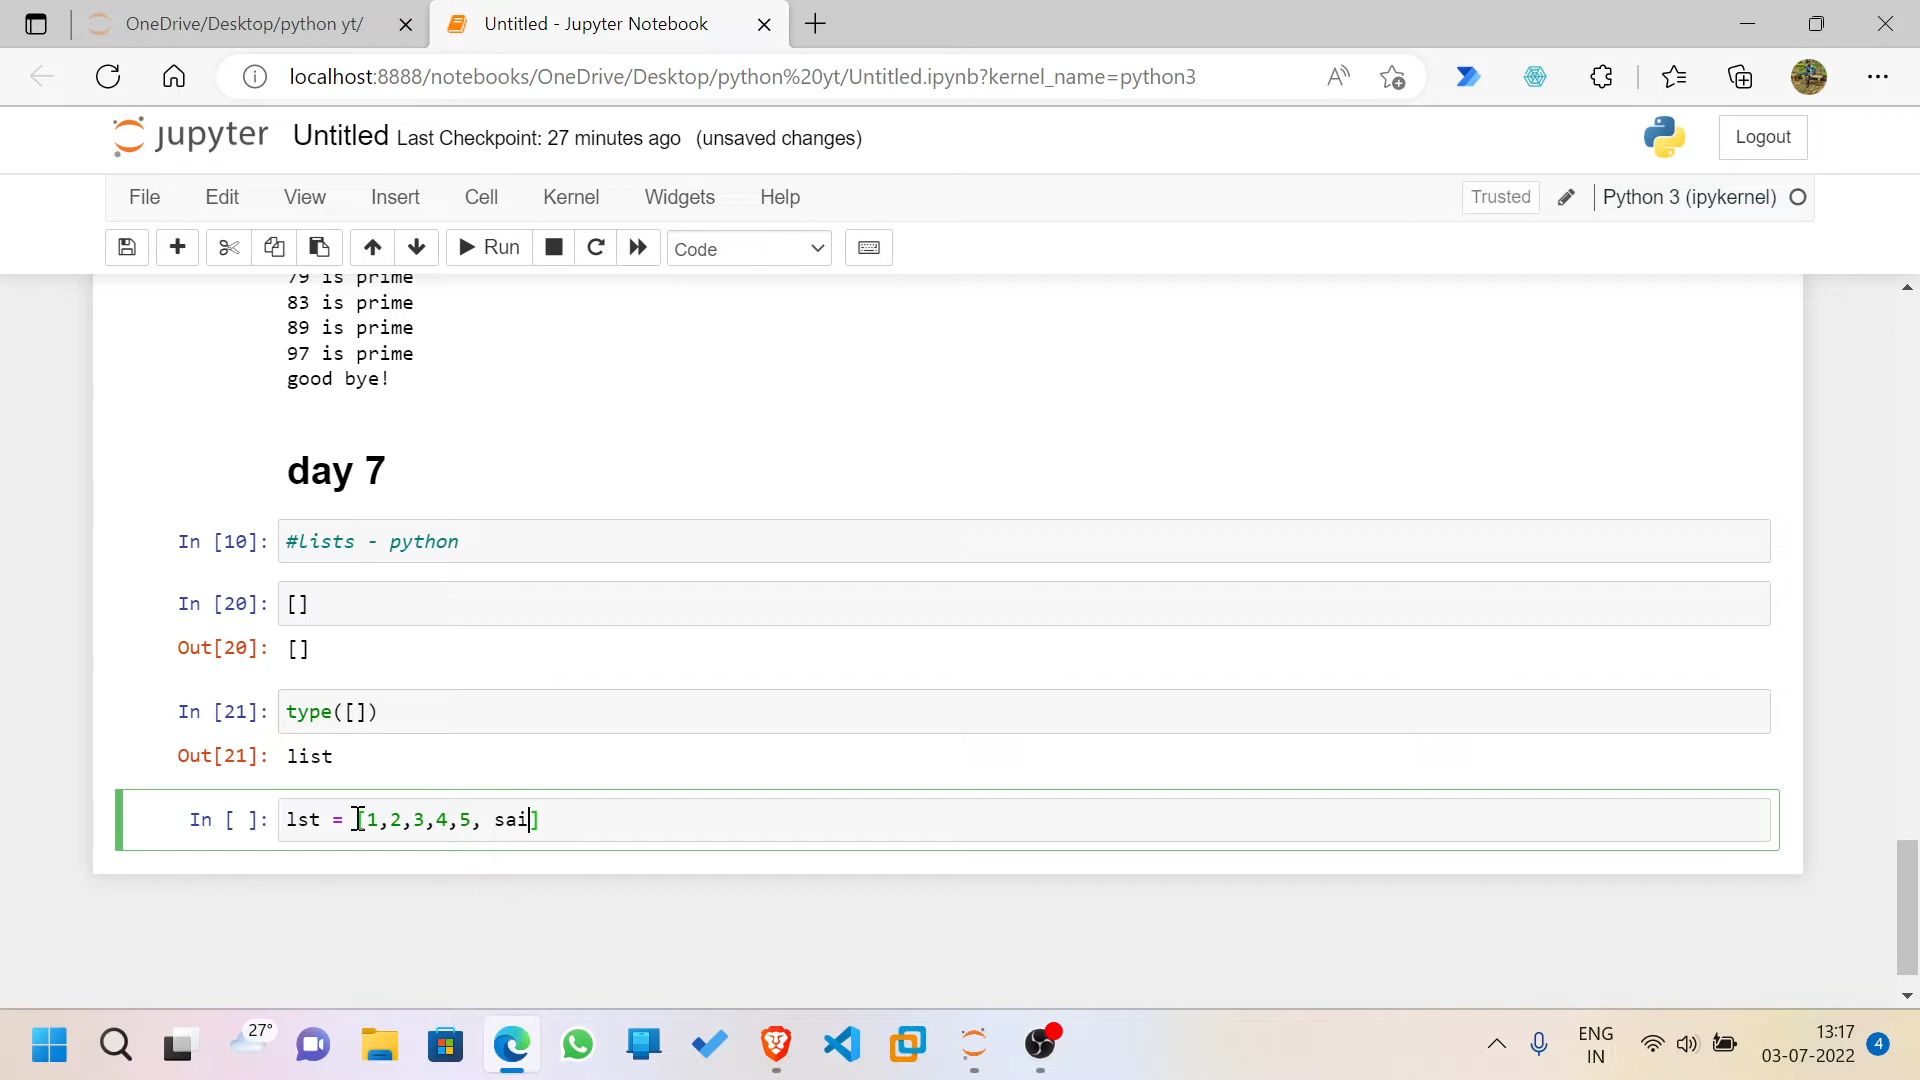 OneDrive/Desktop/python yt/
Untitled - Jupyter Notebook
localhost:8888/notebooks/OneDrive/Desktop/python%20yt/Untitled.ipynb?kernel_name=python3
jupyter Untitled Last Checkpoint: 27 minutes ago (unsaved changes)
Logout
File Edit View Insert Cell Kernel Widgets Help
Trusted Python 3 (ipykernel)
Run Code
79 is prime
83 is prime
89 is prime
97 is prime
good bye!
day 7
In [10]: #lists - python
In [20]: []
Out[20]: []
In [21]: type([])
Out[21]: list
In [ ]: lst = [1,2,3,4,5, sai]
27°
ENG
IN
13:17
03-07-2022
4